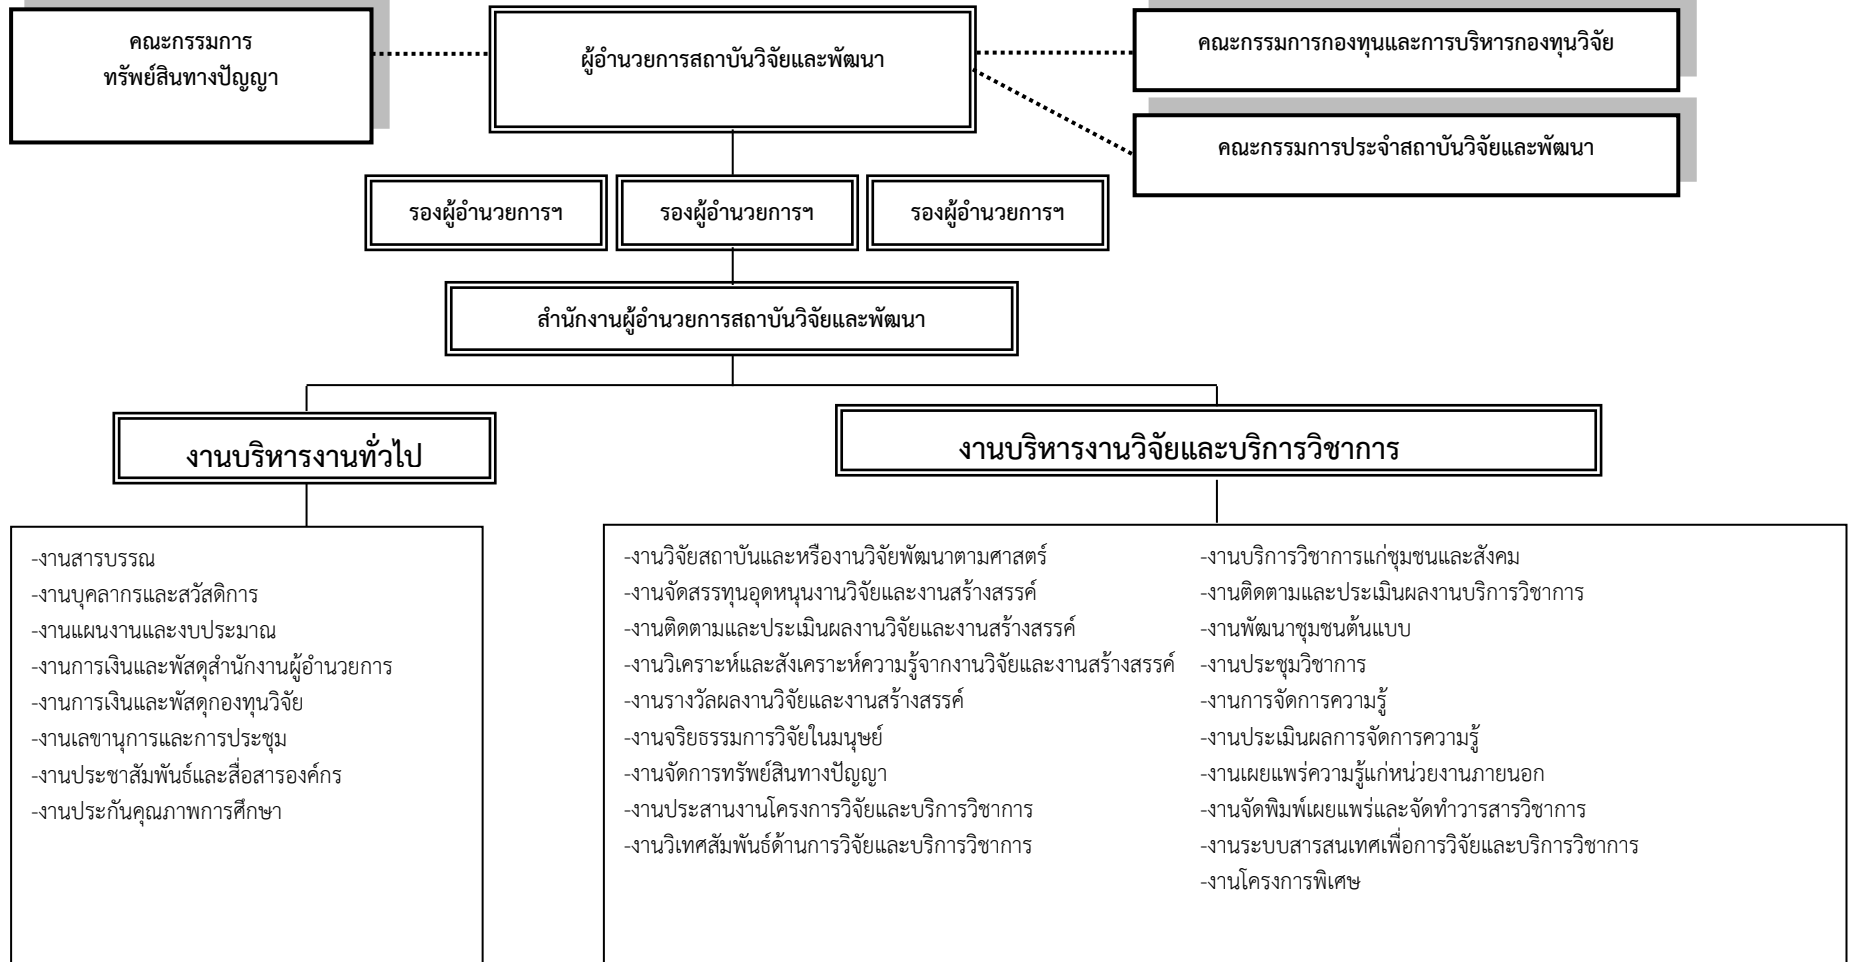 คณะกรรมการ
ทรัพย์สินทางปัญญา
ผู้อำนวยการสถาบันวิจัยและพัฒนา
คณะกรรมการกองทุนและการบริหารกองทุนวิจัย
คณะกรรมการประจำสถาบันวิจัยและพัฒนา
รองผู้อำนวยการฯ
รองผู้อำนวยการฯ
รองผู้อำนวยการฯ
สำนักงานผู้อำนวยการสถาบันวิจัยและพัฒนา
งานบริหารงานทั่วไป
งานบริหารงานวิจัยและบริการวิชาการ
-งานสารบรรณ
-งานบุคลากรและสวัสดิการ
-งานแผนงานและงบประมาณ
-งานการเงินและพัสดุสำนักงานผู้อำนวยการ
-งานการเงินและพัสดุกองทุนวิจัย
-งานเลขานุการและการประชุม
-งานประชาสัมพันธ์และสื่อสารองค์กร
-งานประกันคุณภาพการศึกษา
-งานวิจัยสถาบันและหรืองานวิจัยพัฒนาตามศาสตร์
-งานจัดสรรทุนอุดหนุนงานวิจัยและงานสร้างสรรค์
-งานติดตามและประเมินผลงานวิจัยและงานสร้างสรรค์
-งานวิเคราะห์และสังเคราะห์ความรู้จากงานวิจัยและงานสร้างสรรค์
-งานรางวัลผลงานวิจัยและงานสร้างสรรค์
-งานจริยธรรมการวิจัยในมนุษย์
-งานจัดการทรัพย์สินทางปัญญา
-งานประสานงานโครงการวิจัยและบริการวิชาการ
-งานวิเทศสัมพันธ์ด้านการวิจัยและบริการวิชาการ
-งานบริการวิชาการแก่ชุมชนและสังคม
-งานติดตามและประเมินผลงานบริการวิชาการ
-งานพัฒนาชุมชนต้นแบบ
-งานประชุมวิชาการ
-งานการจัดการความรู้
-งานประเมินผลการจัดการความรู้
-งานเผยแพร่ความรู้แก่หน่วยงานภายนอก
-งานจัดพิมพ์เผยแพร่และจัดทำวารสารวิชาการ
-งานระบบสารสนเทศเพื่อการวิจัยและบริการวิชาการ
-งานโครงการพิเศษ